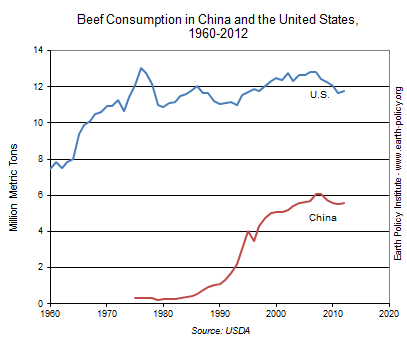 Beef Consumption in China and the United States,
1960-2012
Million Metric Tons
14
12
10
8
6
4
2
0
U.S.
China
1960 1970 1980 1990 2000 2010 2020
Source: USDA
Earth Policy Institute - www.earth-policy.org